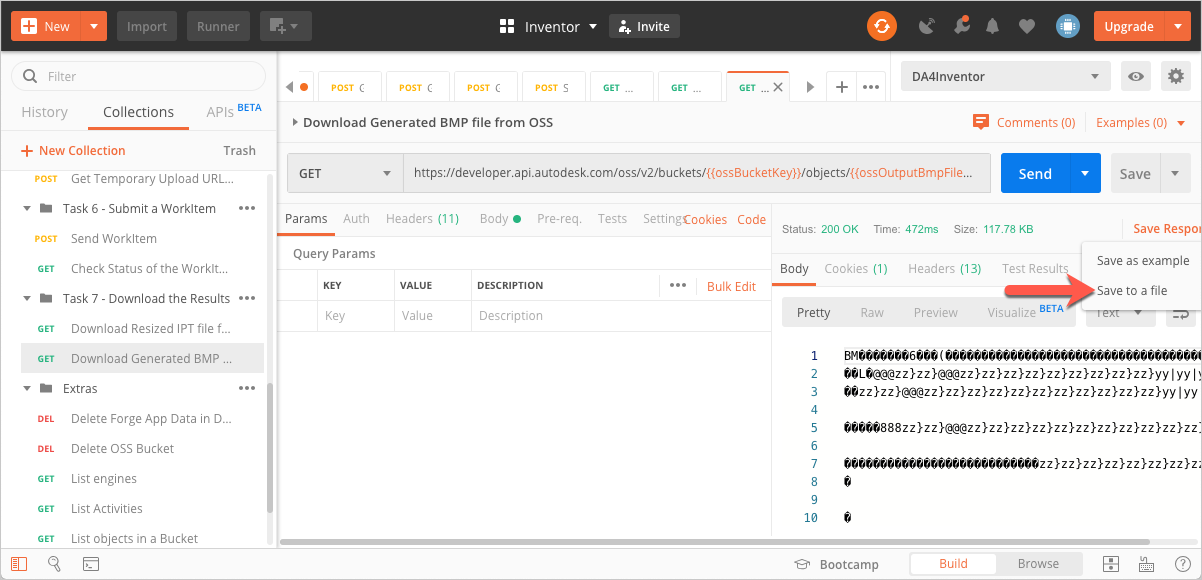 New
Import
Runner
Inventor
Invite
Upgrade
Filter
History
Collections
APIs BETA
New Collection
Trash
POST Get Temporary Upload URL...
Task 6 - Submit a WorkItem
POST Send WorkItem
GET Check Status of the WorkIt...
Task 7 - Download the Results
GET Download Resized IPT file f...
GET Download Generated BMP ...
Extras
DEL Delete Forge App Data in D...
DEL Delete OSS Bucket
GET List engines
GET List Activities
GET List objects in a Bucket
POST C
POST C
POST C
POST S
GET ...
GET ...
GET ...
DA4Inventor
Download Generated BMP file from OSS
Comments (0)
Examples (0)
GET
https://developer.api.autodesk.com/oss/v2/buckets/{{ossBucketKey}}/objects/{{ossOutputBmpFile...
Send
Save
Params
Auth
Headers (11)
Body
Pre-req.
Tests
Settings
Cookies
Code
Query Params
KEY
VALUE
DESCRIPTION
Bulk Edit
Key
Value
Description
Status: 200 OK
Time: 472ms
Size: 117.78 KB
Save Respon
Save as example
Save to a file
Body
Cookies (1)
Headers (13)
Test Results
Pretty
Raw
Preview
Visualize BETA
Text
1 BM�������6���(
2 ��L�@@@zz}zz}@@@zz}zz}zz}zz}zz}zz}zz}zz}zz}yy|yy|y
3 ��zz}zz}@@@zz}zz}zz}zz}zz}zz}zz}zz}zz}yy|yy
4
5 �����888zz}zz}@@@zz}zz}zz}zz}zz}zz}zz}zz}zz}
6
7 zz}zz}zz}zz}zz}zz}zz}zz
8 �
9
10 �
Bootcamp
Build
Browse